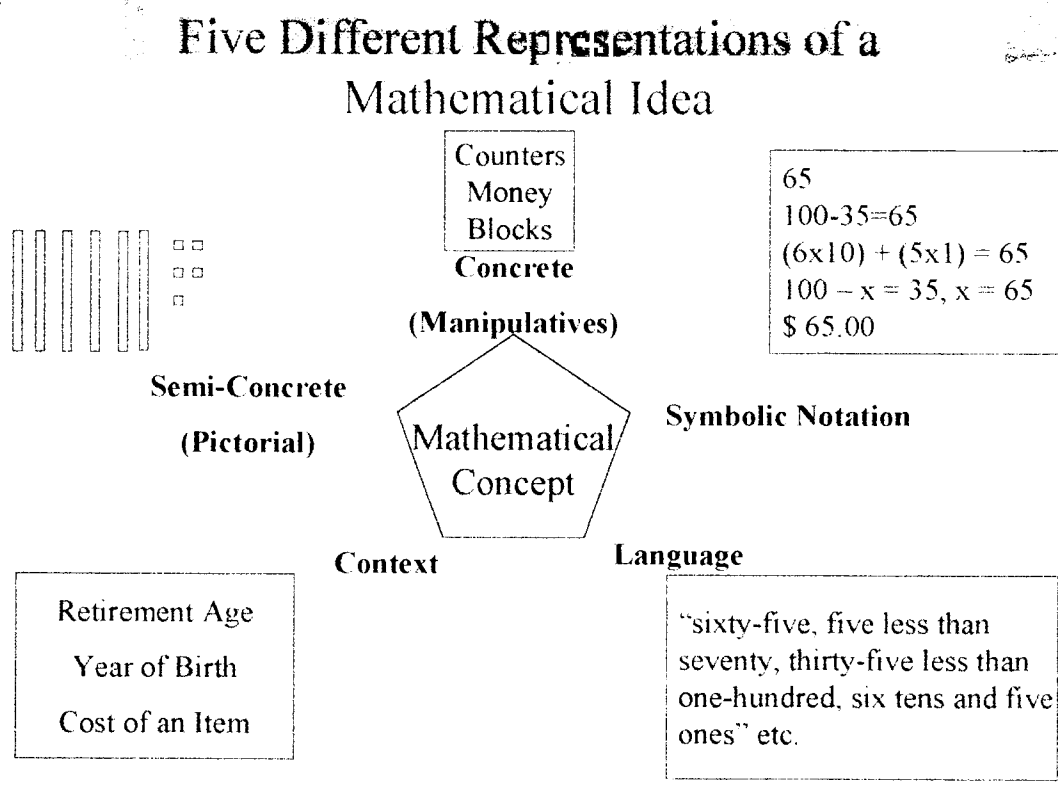 Five Different Representations of a
Mathematical Idea
Counters
Money
Blocks
Concrete
(Manipulatives)
65
100-35=65
(6x10) + (5x1) = 65
100 – x = 35, x = 65
$ 65.00
Semi-Concrete
(Pictorial)
Symbolic Notation
Mathematical
Concept
Context
Language
Retirement Age
Year of Birth
Cost of an Item
“sixty-five, five less than
seventy, thirty-five less than
one-hundred, six tens and five
ones” etc.